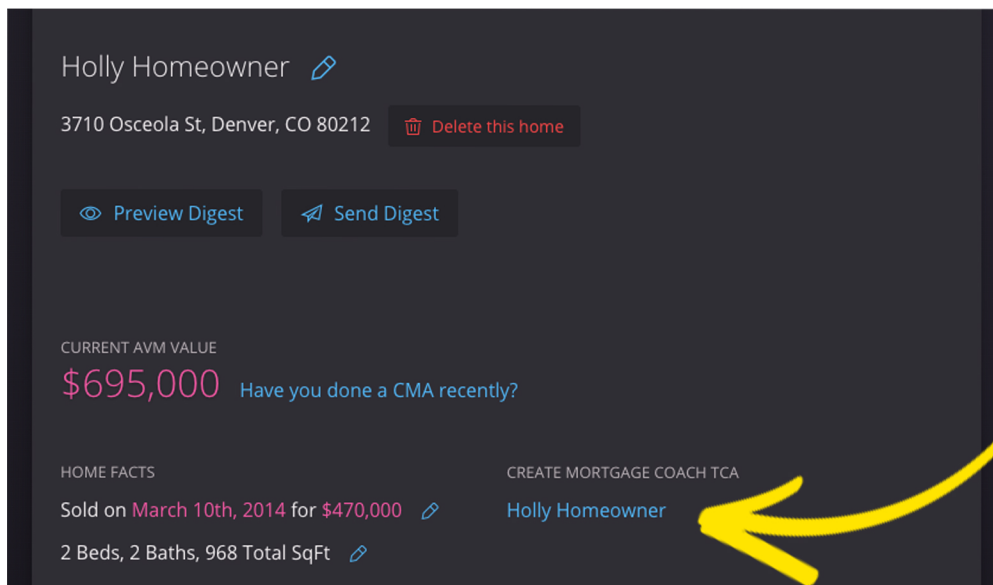 Holly Homeowner
3710 Osceola St, Denver, CO 80212
Delete this home
Preview Digest
Send Digest
CURRENT AVM VALUE
$695,000
Have you done a CMA recently?
HOME FACTS
CREATE MORTGAGE COACH TCA
Sold on March 10th, 2014 for $470,000
Holly Homeowner
2 Beds, 2 Baths, 968 Total SqFt